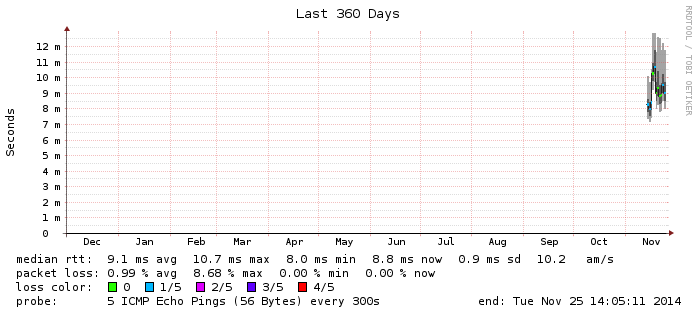 Last 360 Days
RRDTOOL / TOBI OETIKER
Seconds
12 m
11 m
10 m
9 m
8 m
7 m
6 m
5 m
4 m
3 m
2 m
1 m
0
Dec Jan Feb Mar Apr May Jun Jul Aug Sep Oct Nov
median rtt: 9.1 ms avg 10.7 ms max 8.0 ms min 8.8 ms now 0.9 ms sd 10.2 am/s
packet loss: 0.99 % avg 8.68 % max 0.00 % min 0.00 % now
loss color: 0 1/5 2/5 3/5 4/5
probe: 5 ICMP Echo Pings (56 Bytes) every 300s end: Tue Nov 25 14:05:11 2014